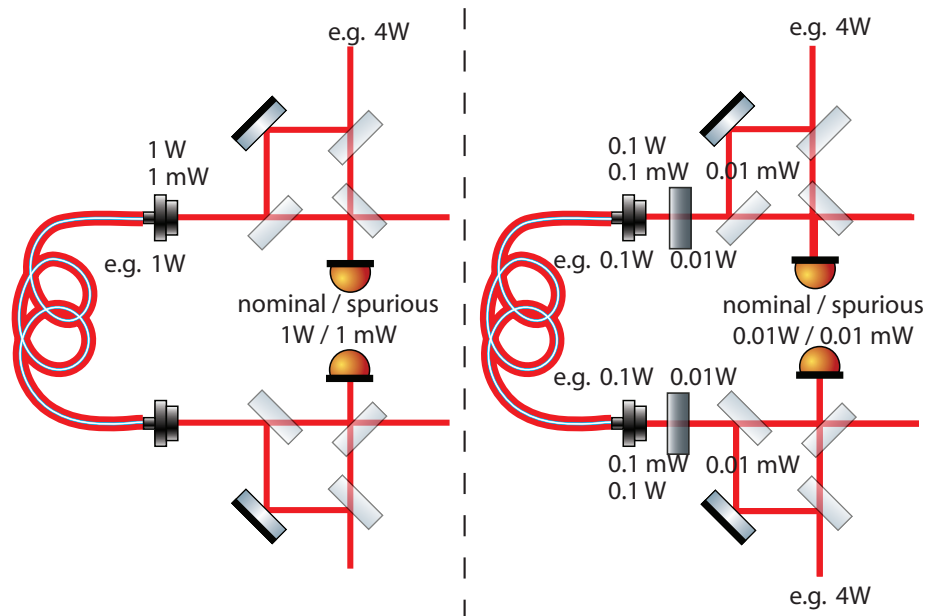 e.g. 4W
1 W
1 mW
e.g. 1W
nominal / spurious
1W / 1 mW
e.g. 4W
0.1 W
0.1 mW
0.01 mW
e.g. 0.1W
0.01W
nominal / spurious
0.01W / 0.01 mW
e.g. 0.1W
0.01W
0.1 mW
0.01 mW
0.1 W
e.g. 4W